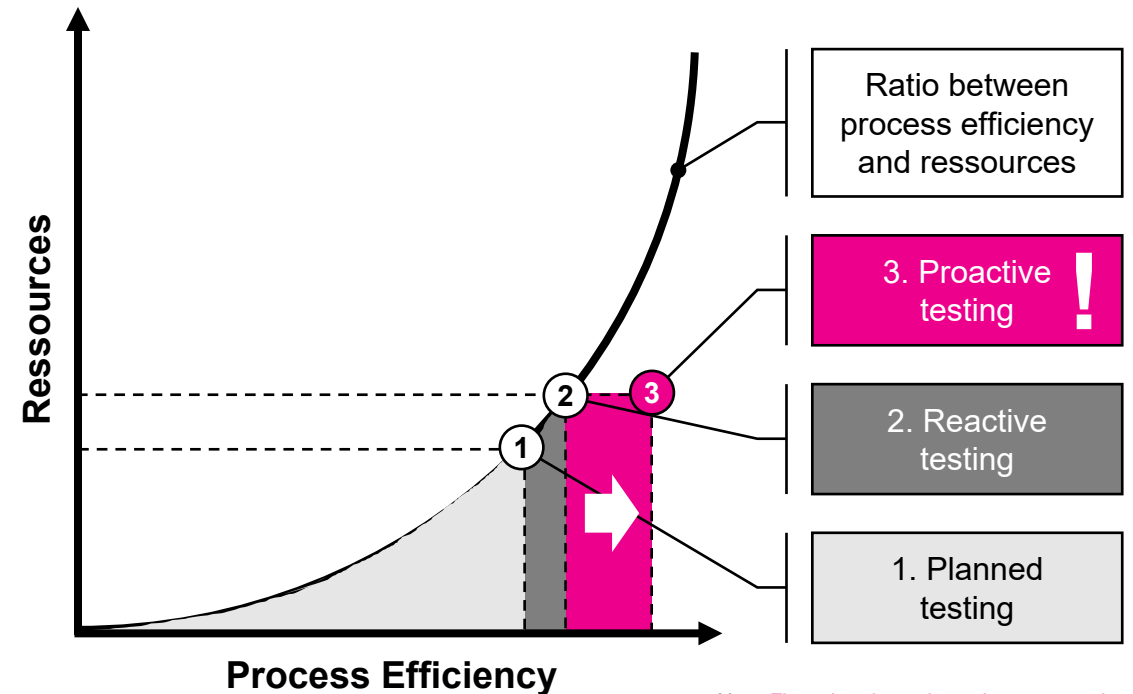 Ratio between
process efficiency
and ressources
3. Proactive
testing
!
2. Reactive
testing
1. Planned
testing
Ressources
1
2
3
Process Efficiency